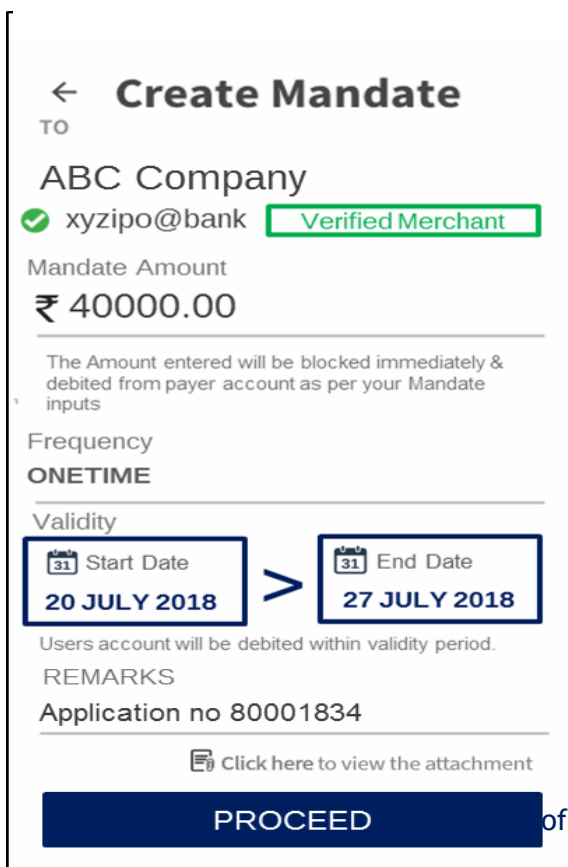 ← Create Mandate
TO
ABC Company
xyzipo@bank Verified Merchant
Mandate Amount
₹ 40000.00
The Amount entered will be blocked immediately &
debited from payer account as per your Mandate
inputs
Frequency
ONETIME
Validity
31 Start Date 31 End Date
20 JULY 2018 > 27 JULY 2018
Users account will be debited within validity period.
REMARKS
Application no 80001834
Click here to view the attachment
PROCEED of